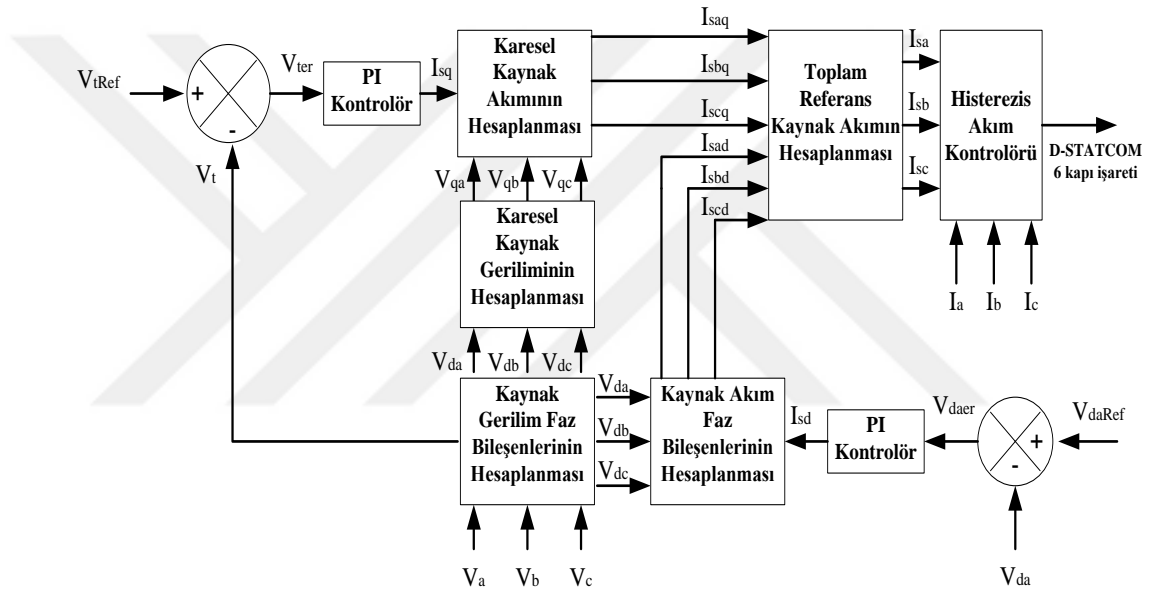 VtRef
+
-
Vt
Vter
PI
Kontrolör
Isq
Karesel
Kaynak
Akımının
Hesaplanması
Isaq
Isbq
Iscq
Isad
Isbd
Iscd
Toplam
Referans
Kaynak Akımın
Hesaplanması
Isa
Isb
Isc
Histerezis
Akım
Kontrolörü
D-STATCOM
6 kapı işareti
Ia
Ib
Ic
Vqa
Vqb
Vqc
Karesel
Kaynak
Geriliminin
Hesaplanması
Vda
Vdb
Vdc
Kaynak
Gerilim Faz
Bileşenlerinin
Hesaplanması
Vda
Vdb
Vdc
Kaynak Akım
Faz
Bileşenlerinin
Hesaplanması
Isd
PI
Kontrolör
Vdaer
+
-
VdaRef
Vda
Va
Vb
Vc